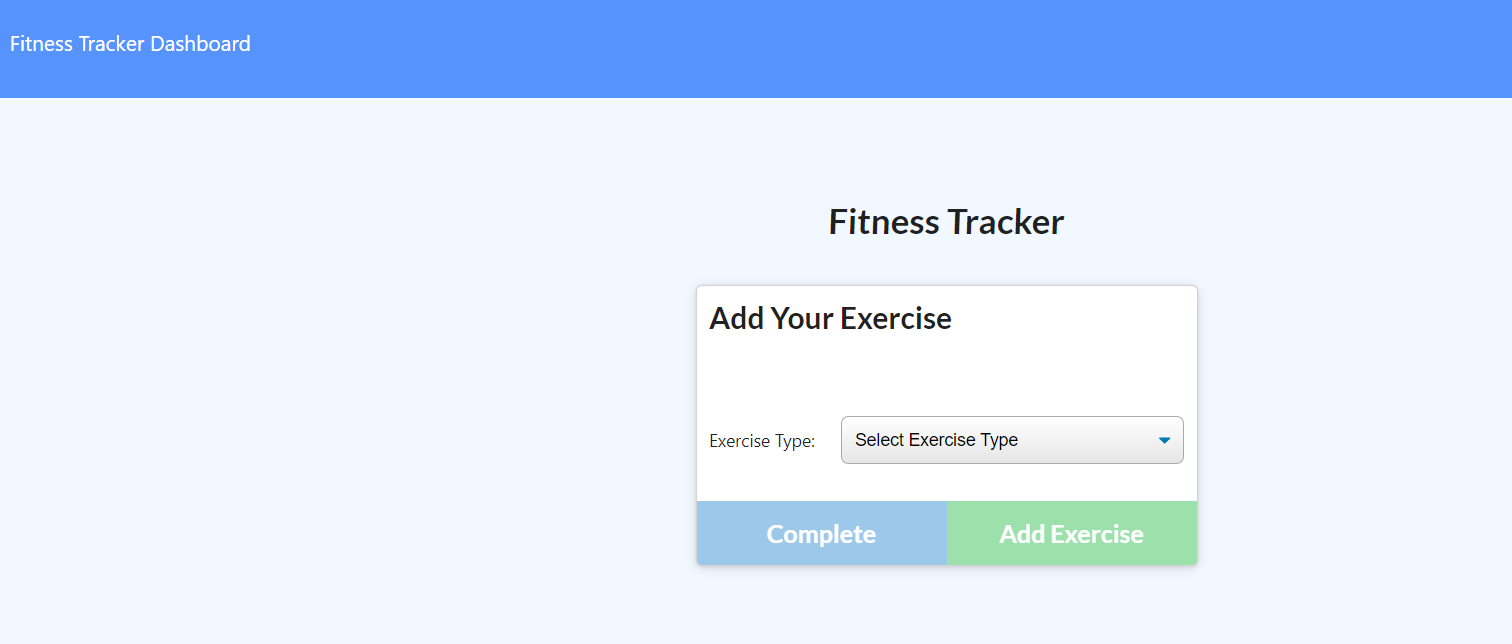 Fitness Tracker Dashboard
Fitness Tracker
Add Your Exercise
Exercise Type: Select Exercise Type
Complete Add Exercise